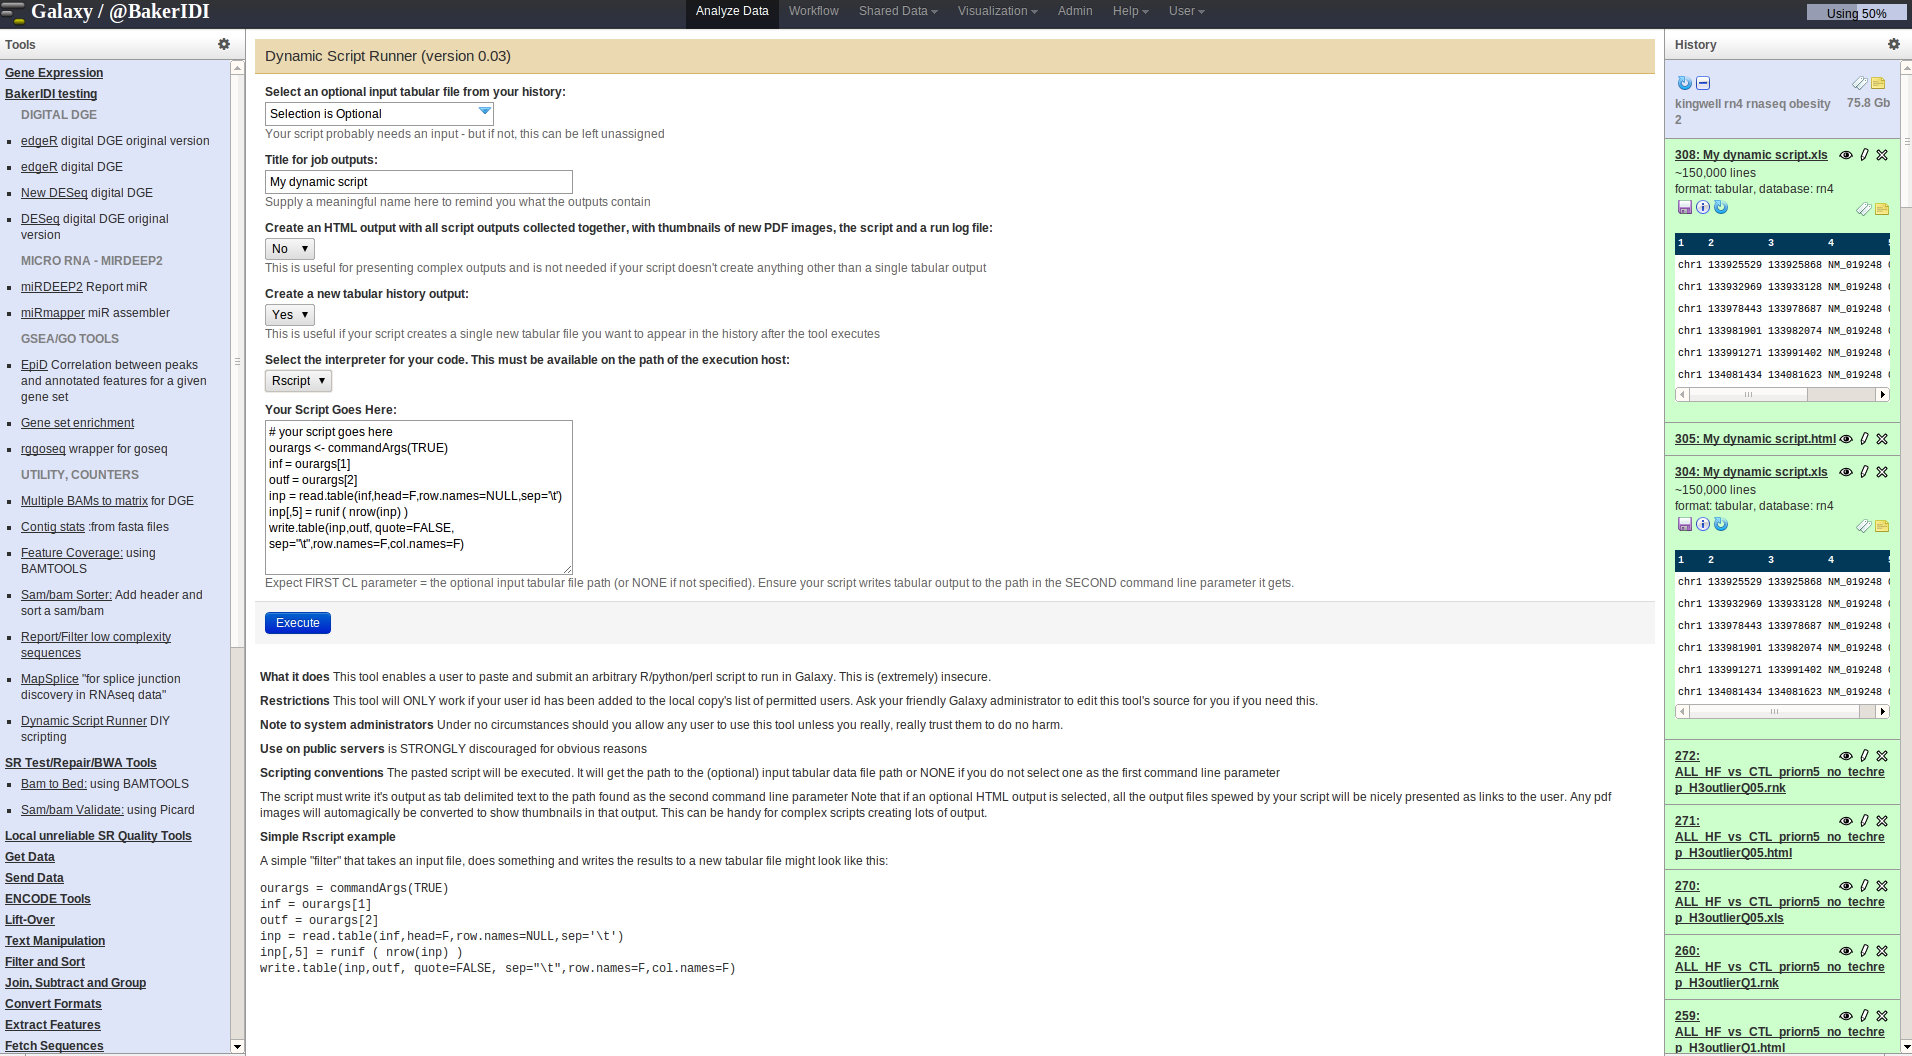 Galaxy / @BakerIDI
Analyze Data
Workflow
Shared Data
Visualization
Admin
Help
User
Using 50%
Tools
Gene Expression
BakerIDI testing
DIGITAL DGE
edgeR digital DGE original version
edgeR digital DGE
New DESeq digital DGE
DESeq digital DGE original
version
MICRO RNA - MIRDEEP2
miRDEEP2 Report miR
miRmapper miR assembler
GSEA/GO TOOLS
EpiD Correlation between peaks
and annotated features for a given
gene set
Gene set enrichment
rggoseq wrapper for goseq
UTILITY, COUNTERS
Multiple BAMs to matrix for DGE
Contig stats :from fasta files
Feature Coverage: using
BAMTOOLS
Sam/bam Sorter: Add header and
sort a sam/bam
Report/Filter low complexity
sequences
MapSplice "for splice junction
discovery in RNAseq data"
Dynamic Script Runner DIY
scripting
SR Test/Repair/BWA Tools
Bam to Bed: using BAMTOOLS
Sam/bam Validate: using Picard
Local unreliable SR Quality Tools
Get Data
Send Data
ENCODE Tools
Lift-Over
Text Manipulation
Filter and Sort
Join, Subtract and Group
Convert Formats
Extract Features
Fetch Sequences
Dynamic Script Runner (version 0.03)
Select an optional input tabular file from your history:
Selection is Optional
Your script probably needs an input - but if not, this can be left unassigned
Title for job outputs:
My dynamic script
Supply a meaningful name here to remind you what the outputs contain
Create an HTML output with all script outputs collected together, with thumbnails of new PDF images, the script and a run log file:
No
This is useful for presenting complex outputs and is not needed if your script doesn't create anything other than a single tabular output
Create a new tabular history output:
Yes
This is useful if your script creates a single new tabular file you want to appear in the history after the tool executes
Select the interpreter for your code. This must be available on the path of the execution host:
Rscript
Your Script Goes Here:
# your script goes here
ourargs <- commandArgs(TRUE)
inf = ourargs[1]
outf = ourargs[2]
inp = read.table(inf,head=F,row.names=NULL,sep='\t')
inp[,5] = runif ( nrow(inp) )
write.table(inp,outf, quote=FALSE,
sep="\t",row.names=F,col.names=F)
Expect FIRST CL parameter = the optional input tabular file path (or NONE if not specified). Ensure your script writes tabular output to the path in the SECOND command line parameter it gets.
Execute
What it does This tool enables a user to paste and submit an arbitrary R/python/perl script to run in Galaxy. This is (extremely) insecure.
Restrictions This tool will ONLY work if your user id has been added to the local copy's list of permitted users. Ask your friendly Galaxy administrator to edit this tool's source for you if you need this.
Note to system administrators Under no circumstances should you allow any user to use this tool unless you really, really trust them to do no harm.
Use on public servers is STRONGLY discouraged for obvious reasons
Scripting conventions The pasted script will be executed. It will get the path to the (optional) input tabular data file path or NONE if you do not select one as the first command line parameter
The script must write it's output as tab delimited text to the path found as the second command line parameter Note that if an optional HTML output is selected, all the output files spewed by your script will be nicely presented as links to the user. Any pdf
images will automagically be converted to show thumbnails in that output. This can be handy for complex scripts creating lots of output.
Simple Rscript example
A simple "filter" that takes an input file, does something and writes the results to a new tabular file might look like this:
ourargs = commandArgs(TRUE)
inf = ourargs[1]
outf = ourargs[2]
inp = read.table(inf,head=F,row.names=NULL,sep='\t')
inp[,5] = runif ( nrow(inp) )
write.table(inp,outf, quote=FALSE, sep="\t",row.names=F,col.names=F)
History
kingwell rn4 rnaseq obesity
2
75.8 Gb
308: My dynamic script.xls
~150,000 lines
format: tabular, database: rn4
1 2 3 4
chr1 133925529 133925868 NM_019248
chr1 133932969 133933128 NM_019248
chr1 133978443 133978687 NM_019248
chr1 133981901 133982074 NM_019248
chr1 133991271 133991402 NM_019248
chr1 134081434 134081623 NM_019248
305: My dynamic script.html
304: My dynamic script.xls
~150,000 lines
format: tabular, database: rn4
1 2 3 4
chr1 133925529 133925868 NM_019248
chr1 133932969 133933128 NM_019248
chr1 133978443 133978687 NM_019248
chr1 133981901 133982074 NM_019248
chr1 133991271 133991402 NM_019248
chr1 134081434 134081623 NM_019248
272:
ALL_HF_vs_CTL_priorn5_no_techre
p_H3outlierQ05.rnk
271:
ALL_HF_vs_CTL_priorn5_no_techre
p_H3outlierQ05.html
270:
ALL_HF_vs_CTL_priorn5_no_techre
p_H3outlierQ05.xls
260:
ALL_HF_vs_CTL_priorn5_no_techre
p_H3outlierQ1.rnk
259:
ALL_HF_vs_CTL_priorn5_no_techre
p_H3outlierQ1.html